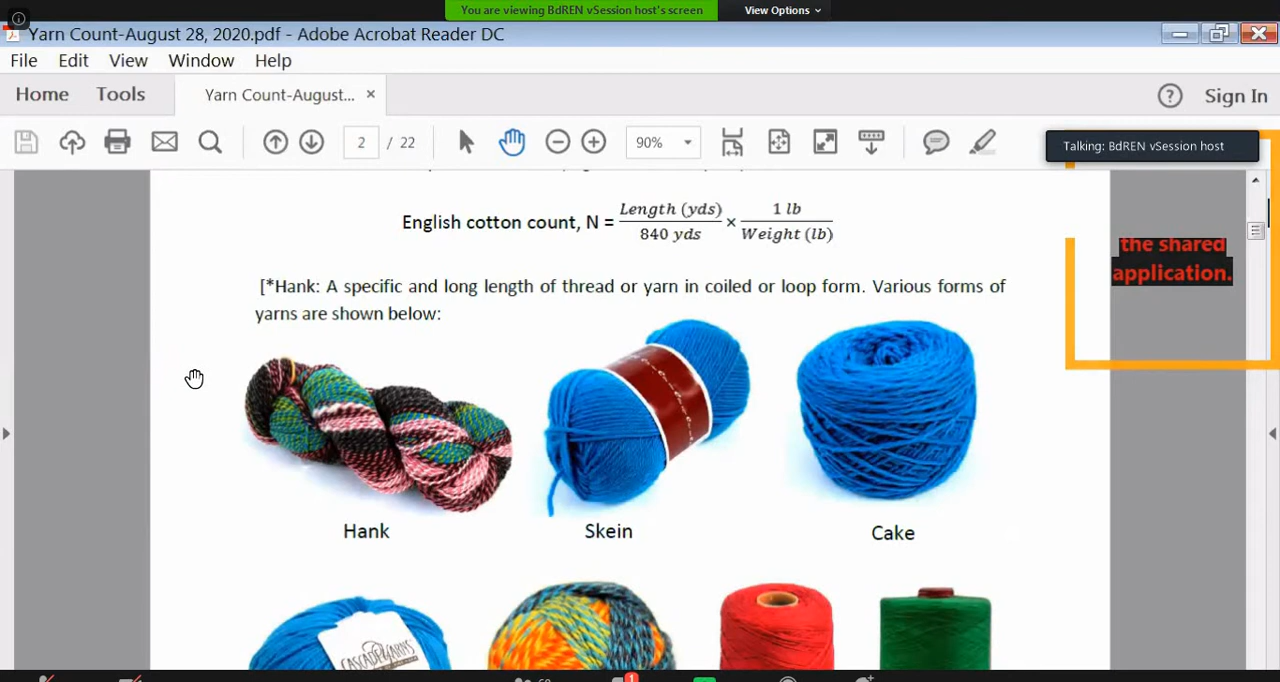 You are viewing BdREN vSession host's screen View Options
Yarn Count-August 28, 2020.pdf - Adobe Acrobat Reader DC
File Edit View Window Help
Home Tools Yarn Count-August... × Sign In
2 / 22 90%
Talking: BdREN vSession host
English cotton count, N = Length (yds) / 840 yds × 1 lb / Weight (lb)
the shared
application.
[*Hank: A specific and long length of thread or yarn in coiled or loop form. Various forms of
yarns are shown below:
Hank Skein Cake
CASCADE YARNS
1